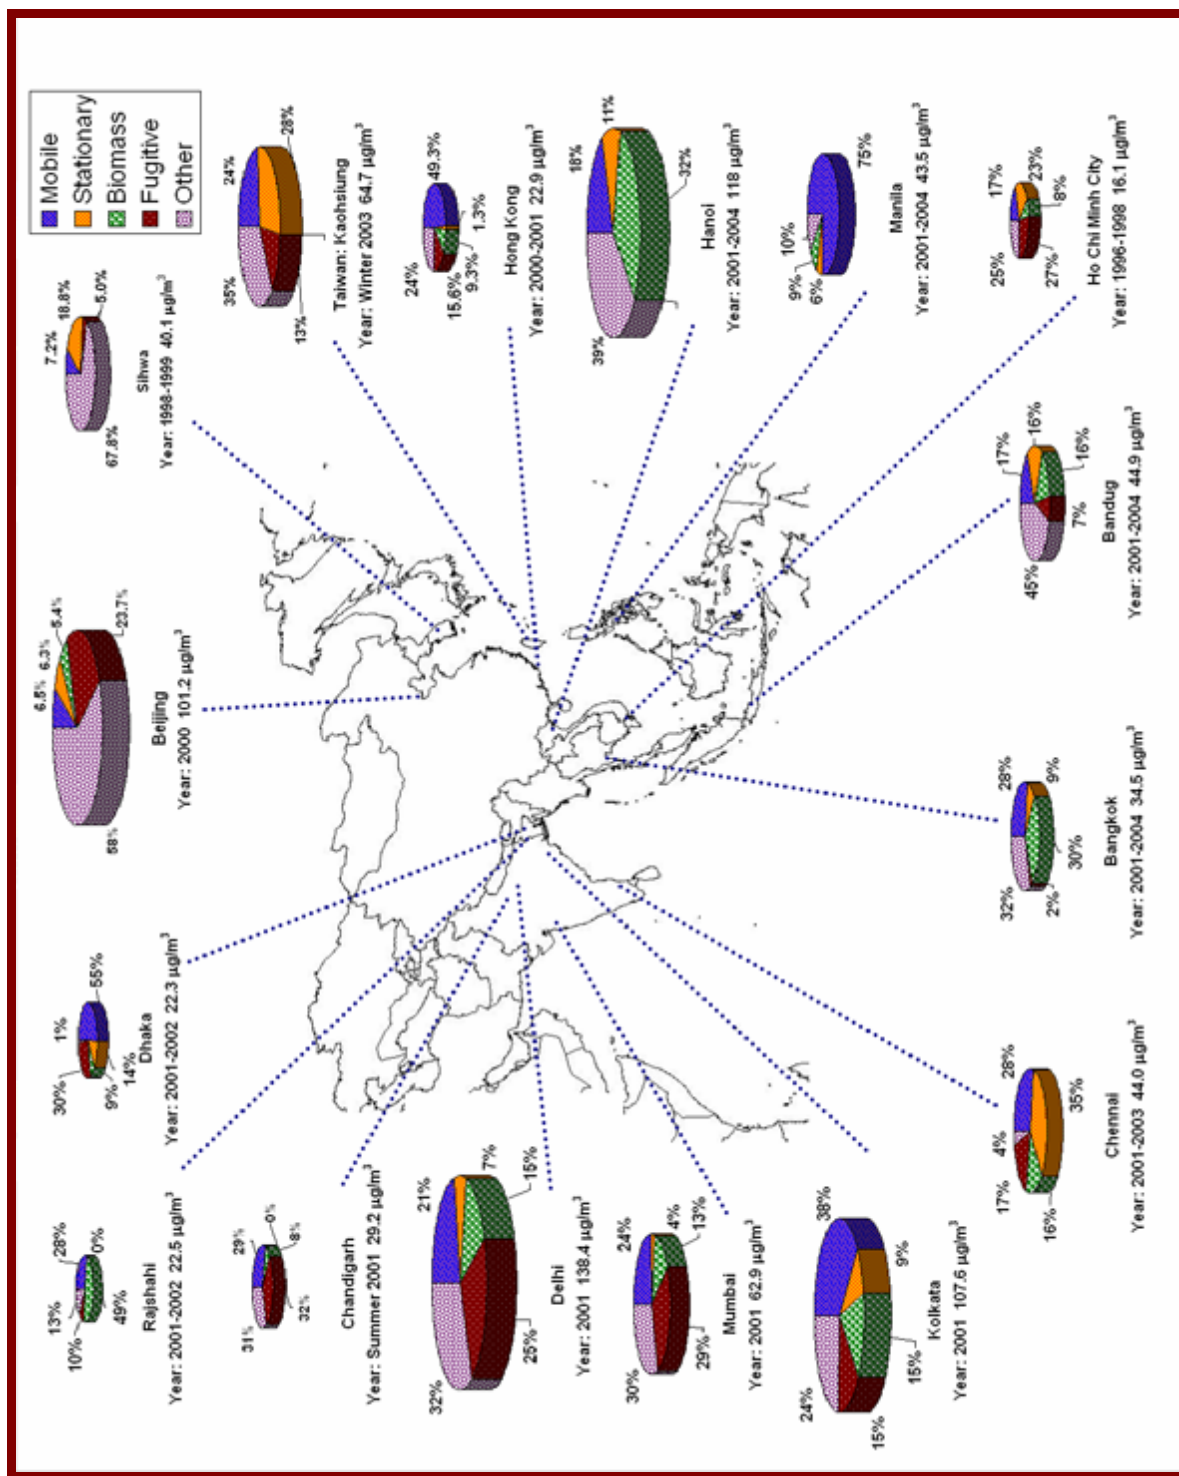 Mobile
Stationary
Biomass
Fugitive
Other
13%
28%
10%
49%
0%
Rajshahi
Year: 2001-2002 22.5 µg/m³
30%
1%
55%
9%
14%
Dhaka
Year: 2001-2002 22.3 µg/m³
6.5%
6.3%
5.4%
23.7%
58%
Beijing
Year: 2000 101.2 µg/m³
7.2%
18.8%
5.0%
67.8%
Sihwa
Year: 1998-1999 40.1 µg/m³
24%
28%
35%
13%
Taiwan: Kaohsiung
Year: Winter 2003 64.7 µg/m³
24%
49.3%
15.6%
9.3%
1.3%
Hong Kong
Year: 2000-2001 22.9 µg/m³
18%
11%
32%
39%
Hanoi
Year: 2001-2004 118 µg/m³
10%
9%
6%
75%
Manila
Year: 2001-2004 43.5 µg/m³
17%
23%
8%
27%
25%
Ho Chi Minh City
Year: 1996-1998 16.1 µg/m³
29%
0%
8%
32%
31%
Chandigarh
Year: Summer 2001 29.2 µg/m³
21%
7%
15%
25%
32%
Delhi
Year: 2001 138.4 µg/m³
24%
4%
13%
29%
30%
Mumbai
Year: 2001 62.9 µg/m³
38%
9%
15%
15%
24%
Kolkata
Year: 2001 107.6 µg/m³
28%
35%
16%
17%
4%
Chennai
Year: 2001-2003 44.0 µg/m³
28%
9%
30%
2%
32%
Bangkok
Year: 2001-2004 34.5 µg/m³
17%
16%
16%
7%
45%
Bandug
Year: 2001-2004 44.9 µg/m³